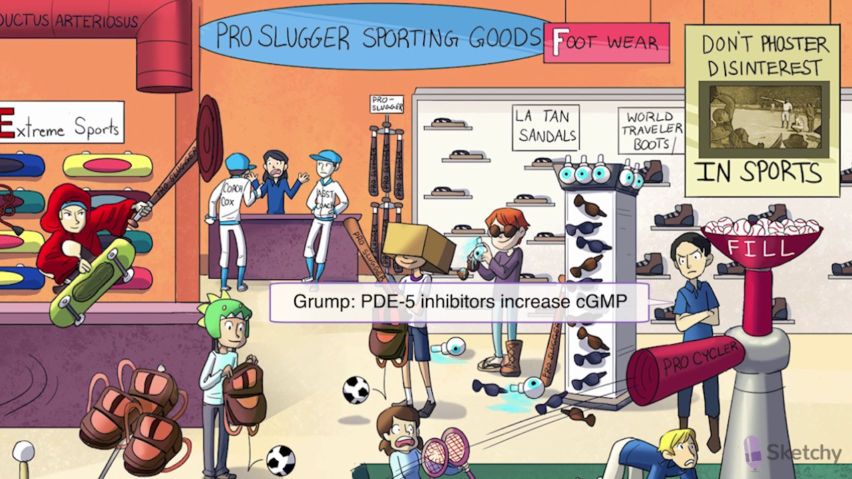 DUCTUS ARTERIOSUS
PRO SLUGGER SPORTING GOODS
FOOT WEAR
DON'T PHOSTER
DISINTEREST
IN SPORTS
Extreme Sports
PRO-
SLUGGER
LA TAN
SANDALS
WORLD
TRAVELER
BOOTS!
PRO SLUGGER
COACH
COX
ASST
COACH
PRO SLUGGER
FILL
Grump: PDE-5 inhibitors increase cGMP
PRO CYCLER
Sketchy